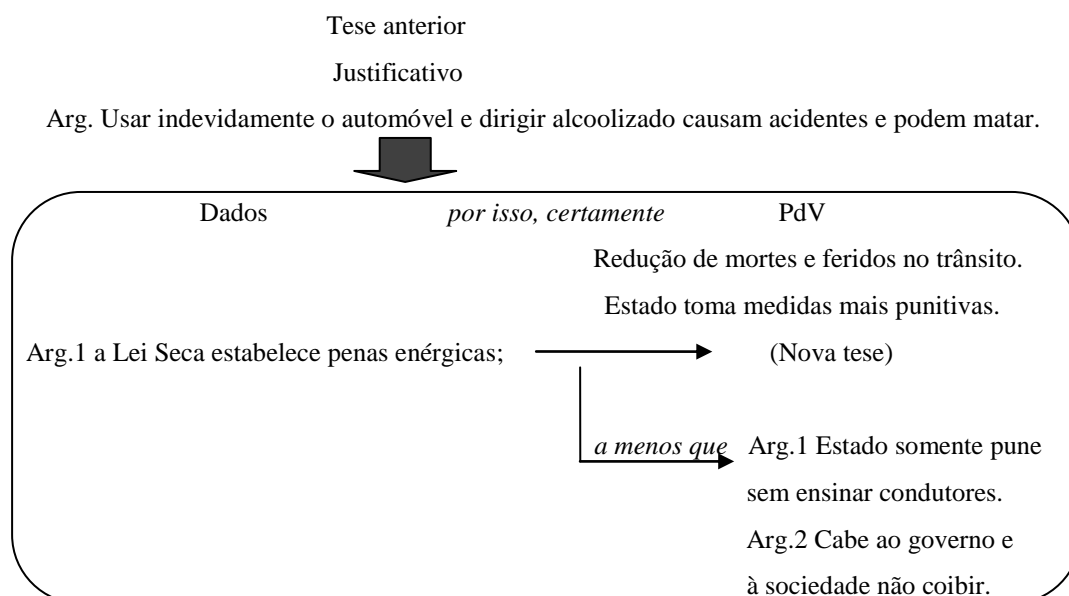 Tese anterior
Justificativo
Arg. Usar indevidamente o automóvel e dirigir alcoolizado causam acidentes e podem matar.
Dados por isso, certamente PdV
Redução de mortes e feridos no trânsito.
Estado toma medidas mais punitivas.
Arg.1 a Lei Seca estabelece penas enérgicas; (Nova tese)
a menos que Arg.1 Estado somente pune
sem ensinar condutores.
Arg.2 Cabe ao governo e
à sociedade não coibir.